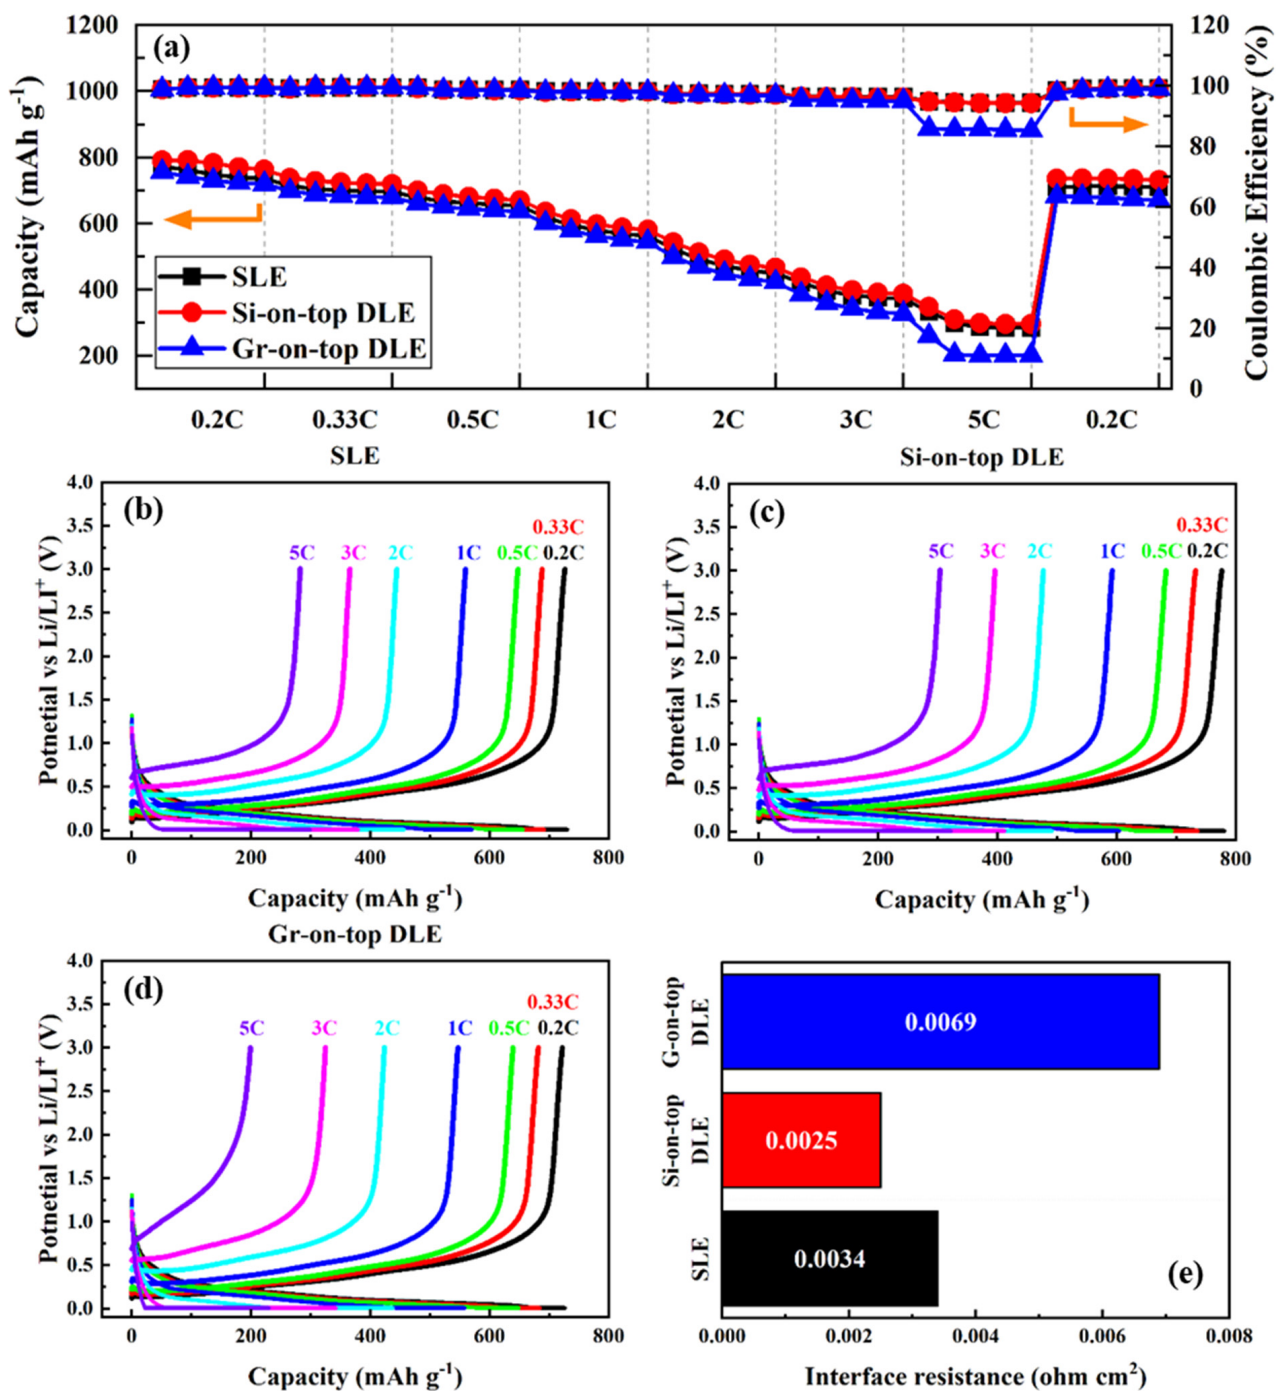 (a)
Capacity (mAh g⁻¹)
1200
1000
800
600
400
200
SLE
Si-on-top DLE
Gr-on-top DLE
120
100
80
60
40
20
0
Coulombic Efficiency (%)
0.2C 0.33C 0.5C 1C 2C 3C 5C 0.2C
SLE
(b)
Potnetial vs Li/LI⁺ (V)
4.0
3.5
3.0
2.5
2.0
1.5
1.0
0.5
0.0
0.33C
5C 3C 2C 1C 0.5C 0.2C
0 200 400 600 800
Capacity (mAh g⁻¹)
Si-on-top DLE
(c)
Potnetial vs Li/LI⁺ (V)
4.0
3.5
3.0
2.5
2.0
1.5
1.0
0.5
0.0
0.33C
5C 3C 2C 1C 0.5C 0.2C
0 200 400 600 800
Capacity (mAh g⁻¹)
Gr-on-top DLE
(d)
Potnetial vs Li/LI⁺ (V)
4.0
3.5
3.0
2.5
2.0
1.5
1.0
0.5
0.0
0.33C
5C 3C 2C 1C 0.5C 0.2C
0 200 400 600 800
Capacity (mAh g⁻¹)
G-on-top
DLE
0.0069
Si-on-top
DLE
0.0025
SLE
0.0034
(e)
0.000 0.002 0.004 0.006 0.008
Interface resistance (ohm cm²)